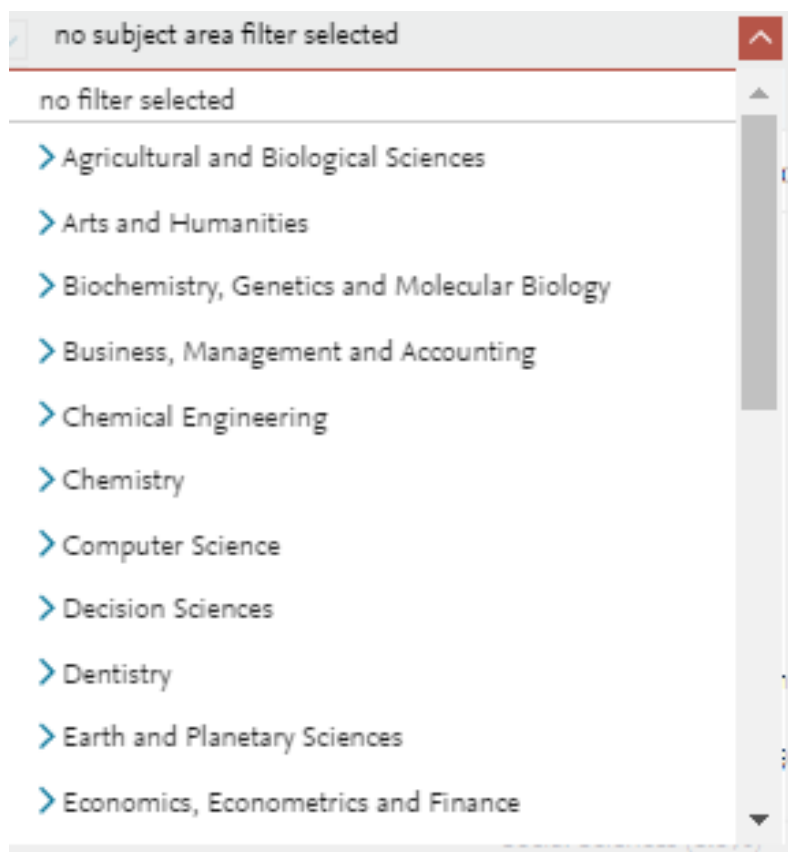 no subject area filter selected
no filter selected
Agricultural and Biological Sciences
Arts and Humanities
Biochemistry, Genetics and Molecular Biology
Business, Management and Accounting
Chemical Engineering
Chemistry
Computer Science
Decision Sciences
Dentistry
Earth and Planetary Sciences
Economics, Econometrics and Finance